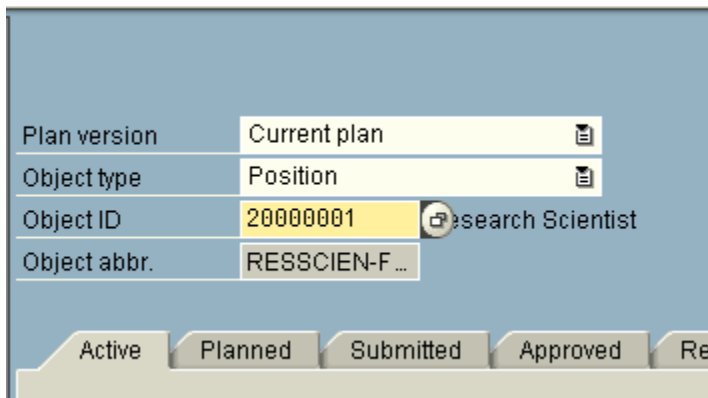 Plan version Current plan
Object type Position
Object ID 20000001 esearch Scientist
Object abbr. RESSCIEN-F...
Active Planned Submitted Approved Re